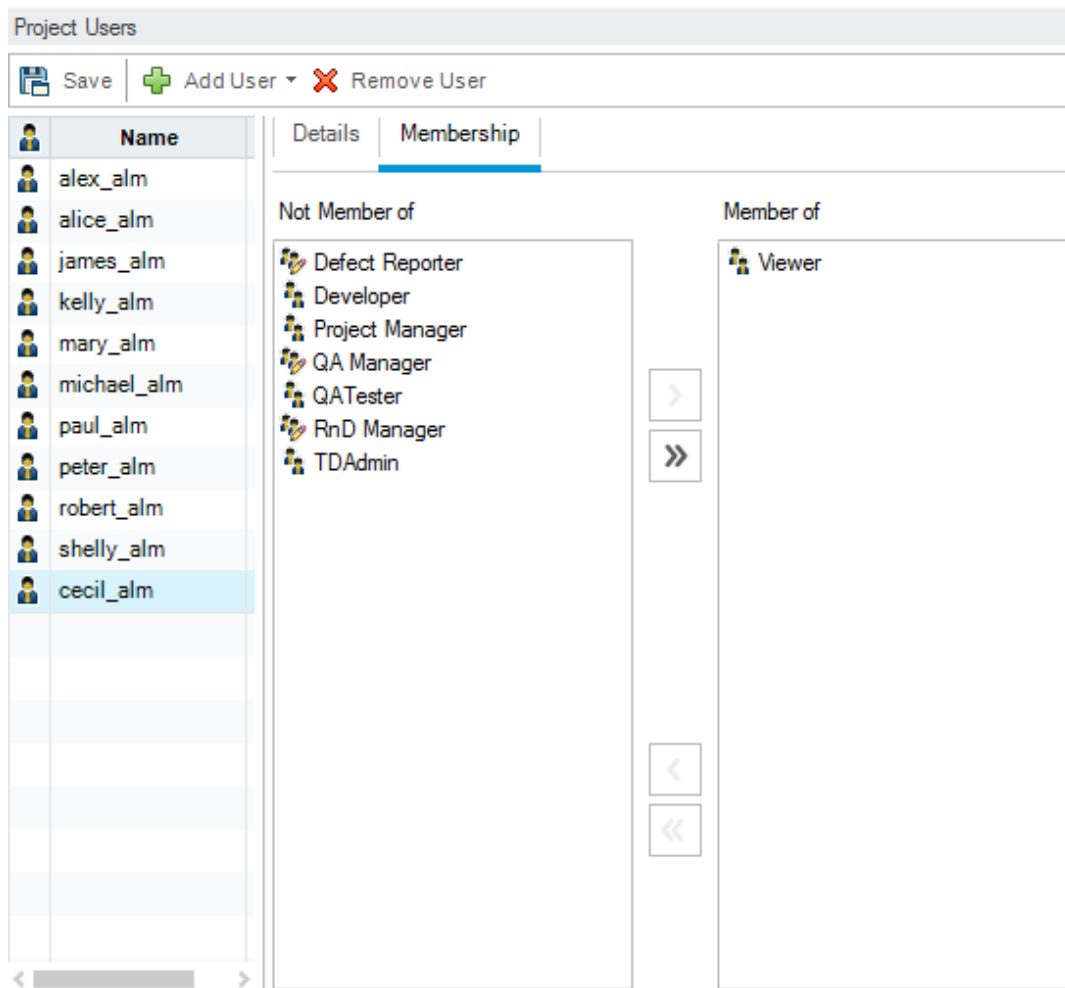 Project Users
Save Add User Remove User
Name
alex_alm
alice_alm
james_alm
kelly_alm
mary_alm
michael_alm
paul_alm
peter_alm
robert_alm
shelly_alm
cecil_alm
Details Membership
Not Member of
Defect Reporter
Developer
Project Manager
QA Manager
QATester
RnD Manager
TDAdmin
Member of
Viewer